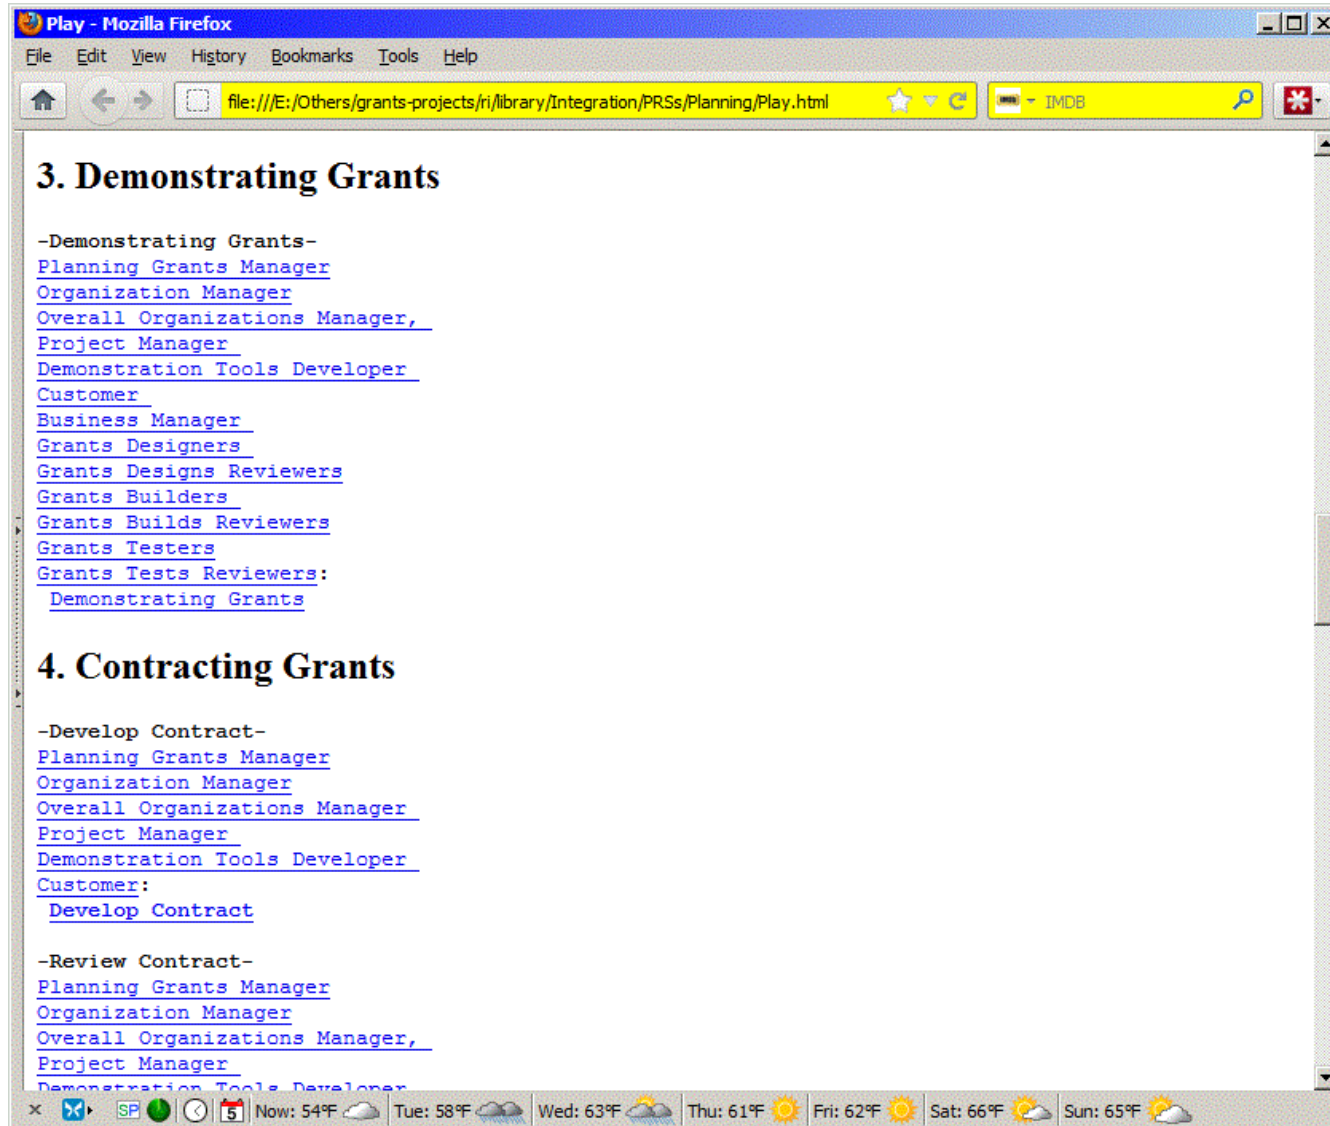 Play - Mozilla Firefox
File Edit View History Bookmarks Tools Help
file:///E:/Others/grants-projects/ri/library/Integration/PRSs/Planning/Play.html IMDB
3. Demonstrating Grants
-Demonstrating Grants-
Planning Grants Manager
Organization Manager
Overall Organizations Manager,
Project Manager
Demonstration Tools Developer
Customer
Business Manager
Grants Designers
Grants Designs Reviewers
Grants Builders
Grants Builds Reviewers
Grants Testers
Grants Tests Reviewers:
Demonstrating Grants
4. Contracting Grants
-Develop Contract-
Planning Grants Manager
Organization Manager
Overall Organizations Manager
Project Manager
Demonstration Tools Developer
Customer:
Develop Contract
-Review Contract-
Planning Grants Manager
Organization Manager
Overall Organizations Manager,
Project Manager
Demonstration Tools Developer
SP 5 Now: 54°F Tue: 58°F Wed: 63°F Thu: 61°F Fri: 62°F Sat: 66°F Sun: 65°F